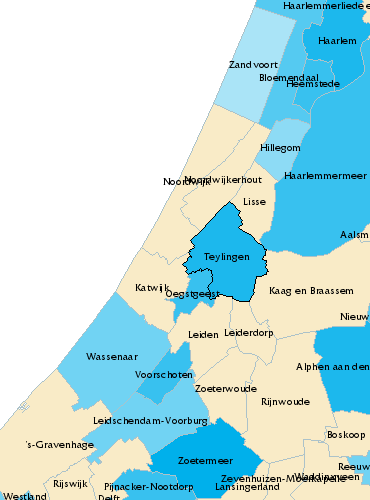 Haarlemmerliede e
Haarlem
Zandvoort
Bloemendaal
Heemstede
Hillegom
Haarlemmermeer
Noordwijkerhout
Noordwijk
Lisse
Aalsm
Teylingen
Katwijk
Oegstgeest
Kaag en Braassem
Nieuw
Leiden
Leiderdorp
Wassenaar
Voorschoten
Alphen aan den
Zoeterwoude
Rijnwoude
Leidschendam-Voorburg
Boskoop
's-Gravenhage
Zoetermeer
Reeuw
Zevenhuizen-Moerkapelle
Waddinxveen
Rijswijk
Pijnacker-Nootdorp
Lansingerland
Westland
Delft